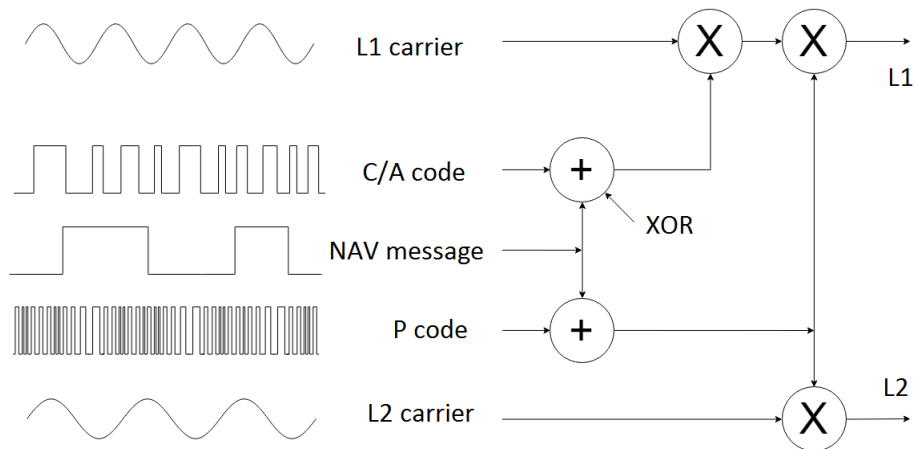 L1 carrier
X
X
L1
C/A code
+
XOR
NAV message
P code
+
L2 carrier
X
L2